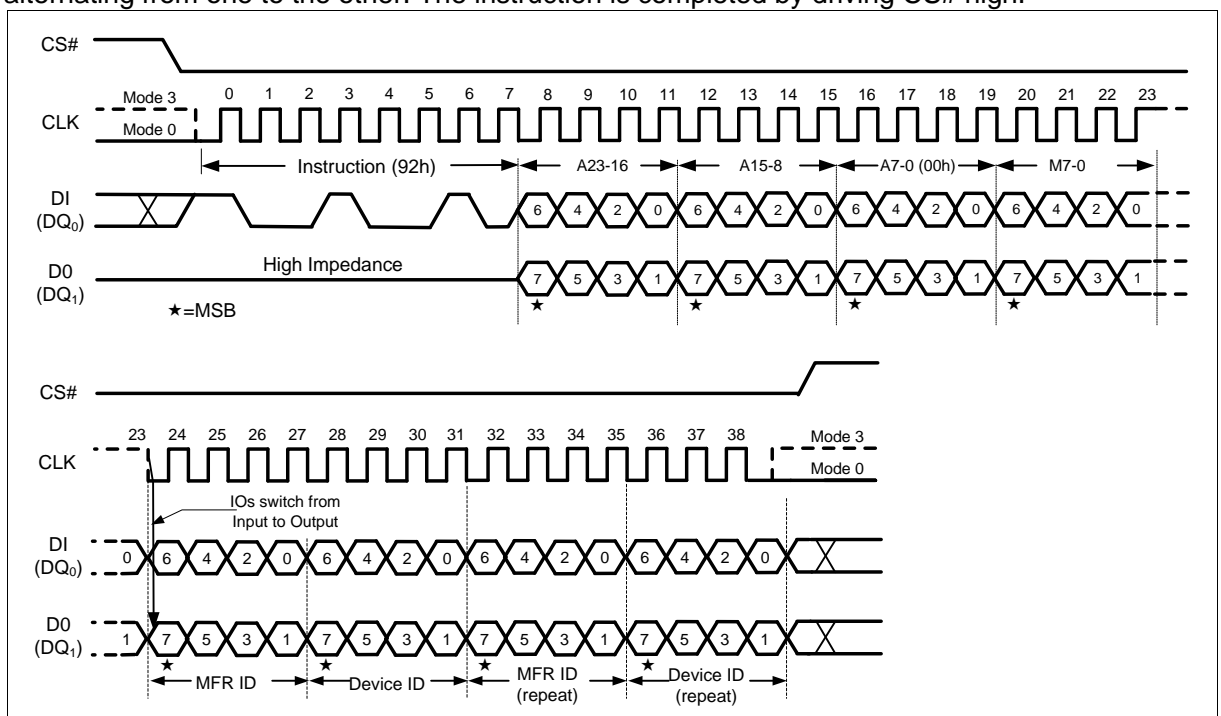 alternating from one to the other. The instruction is completed by driving CS# high.
CS#
Mode 3 0 1 2 3 4 5 6 7 8 9 10 11 12 13 14 15 16 17 18 19 20 21 22 23
CLK Mode 0
Instruction (92h) A23-16 A15-8 A7-0 (00h) M7-0
DI
(DQ0) 6 4 2 0 6 4 2 0 6 4 2 0 6 4 2 0
High Impedance
D0
(DQ1) 7 5 3 1 7 5 3 1 7 5 3 1 7 5 3 1
★ ★ ★ ★
★=MSB
CS#
23 24 25 26 27 28 29 30 31 32 33 34 35 36 37 38 Mode 3
CLK Mode 0
IOs switch from
Input to Output
DI
(DQ0) 0 6 4 2 0 6 4 2 0 6 4 2 0 6 4 2 0
D0
(DQ1) 1 7 5 3 1 7 5 3 1 7 5 3 1 7 5 3 1
★ ★ ★ ★
MFR ID Device ID MFR ID (repeat) Device ID (repeat)